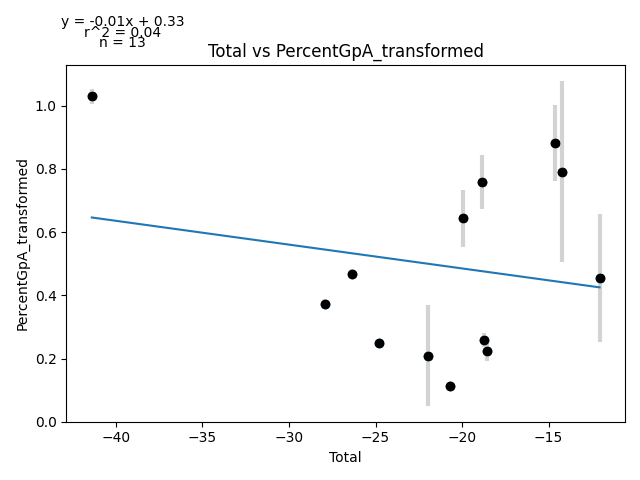 y = -0.01x + 0.33
r^2 = 0.04
n = 13
Total vs PercentGpA_transformed
PercentGpA_transformed
1.0
0.8
0.6
0.4
0.2
0.0
−40
−35
−30
−25
−20
−15
Total